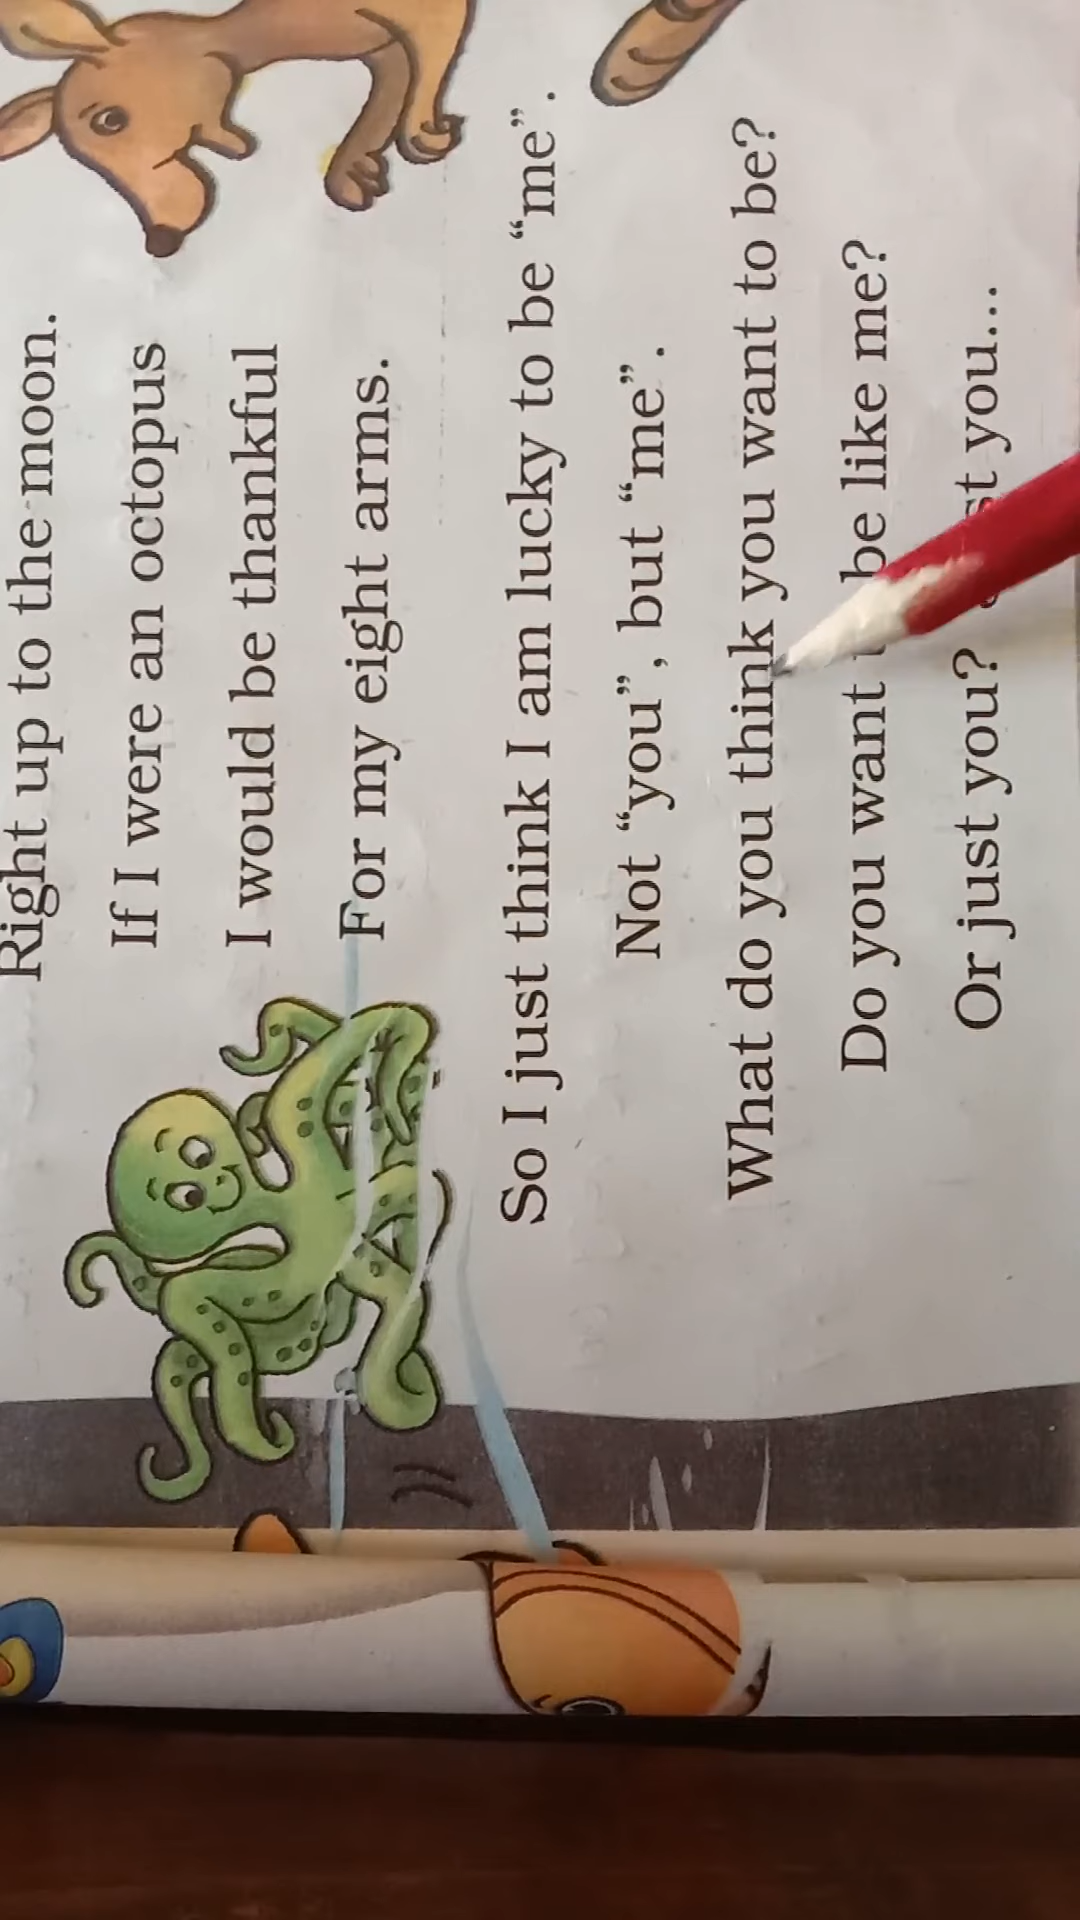 Right up to the moon.
If I were an octopus
I would be thankful
For my eight arms.
So I just think I am lucky to be “me”.
Not “you”, but “me”.
What do you think you want to be?
Do you want be like me?
Or just you? you...